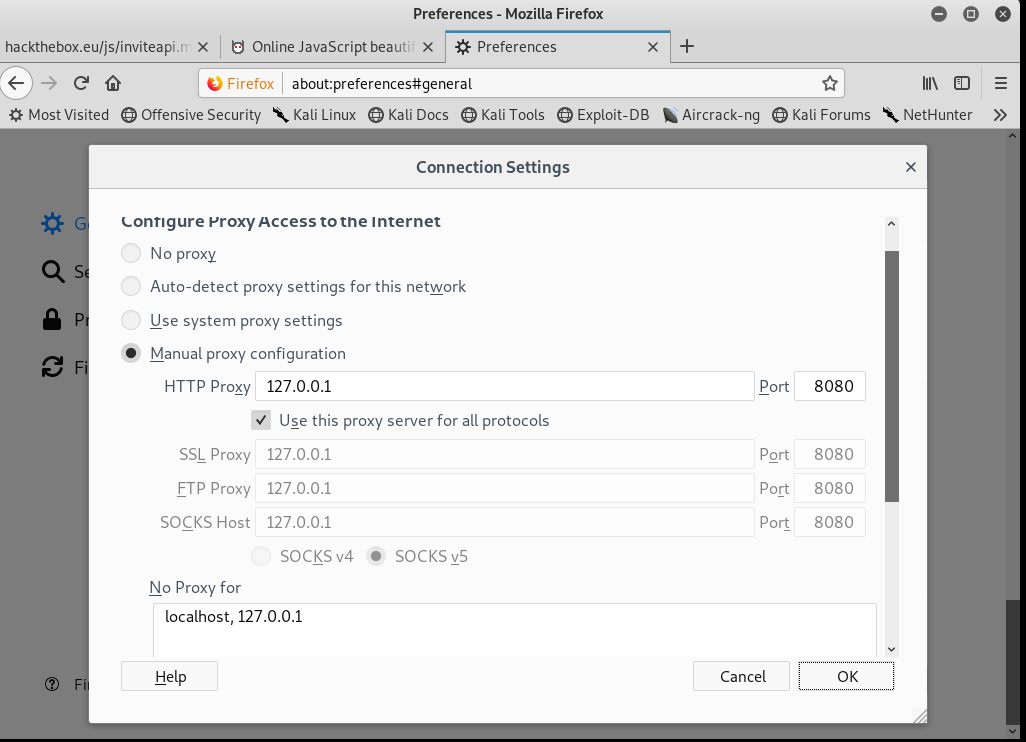 Preferences - Mozilla Firefox
hackthebox.eu/js/inviteapi.m
Online JavaScript beautif
Preferences
Firefox about:preferences#general
Most Visited Offensive Security Kali Linux Kali Docs Kali Tools Exploit-DB Aircrack-ng Kali Forums NetHunter
Connection Settings
Configure Proxy Access to the Internet
No proxy
Auto-detect proxy settings for this network
Use system proxy settings
Manual proxy configuration
HTTP Proxy 127.0.0.1 Port 8080
Use this proxy server for all protocols
SSL Proxy 127.0.0.1 Port 8080
FTP Proxy 127.0.0.1 Port 8080
SOCKS Host 127.0.0.1 Port 8080
SOCKS v4 SOCKS v5
No Proxy for
localhost, 127.0.0.1
Help Cancel OK